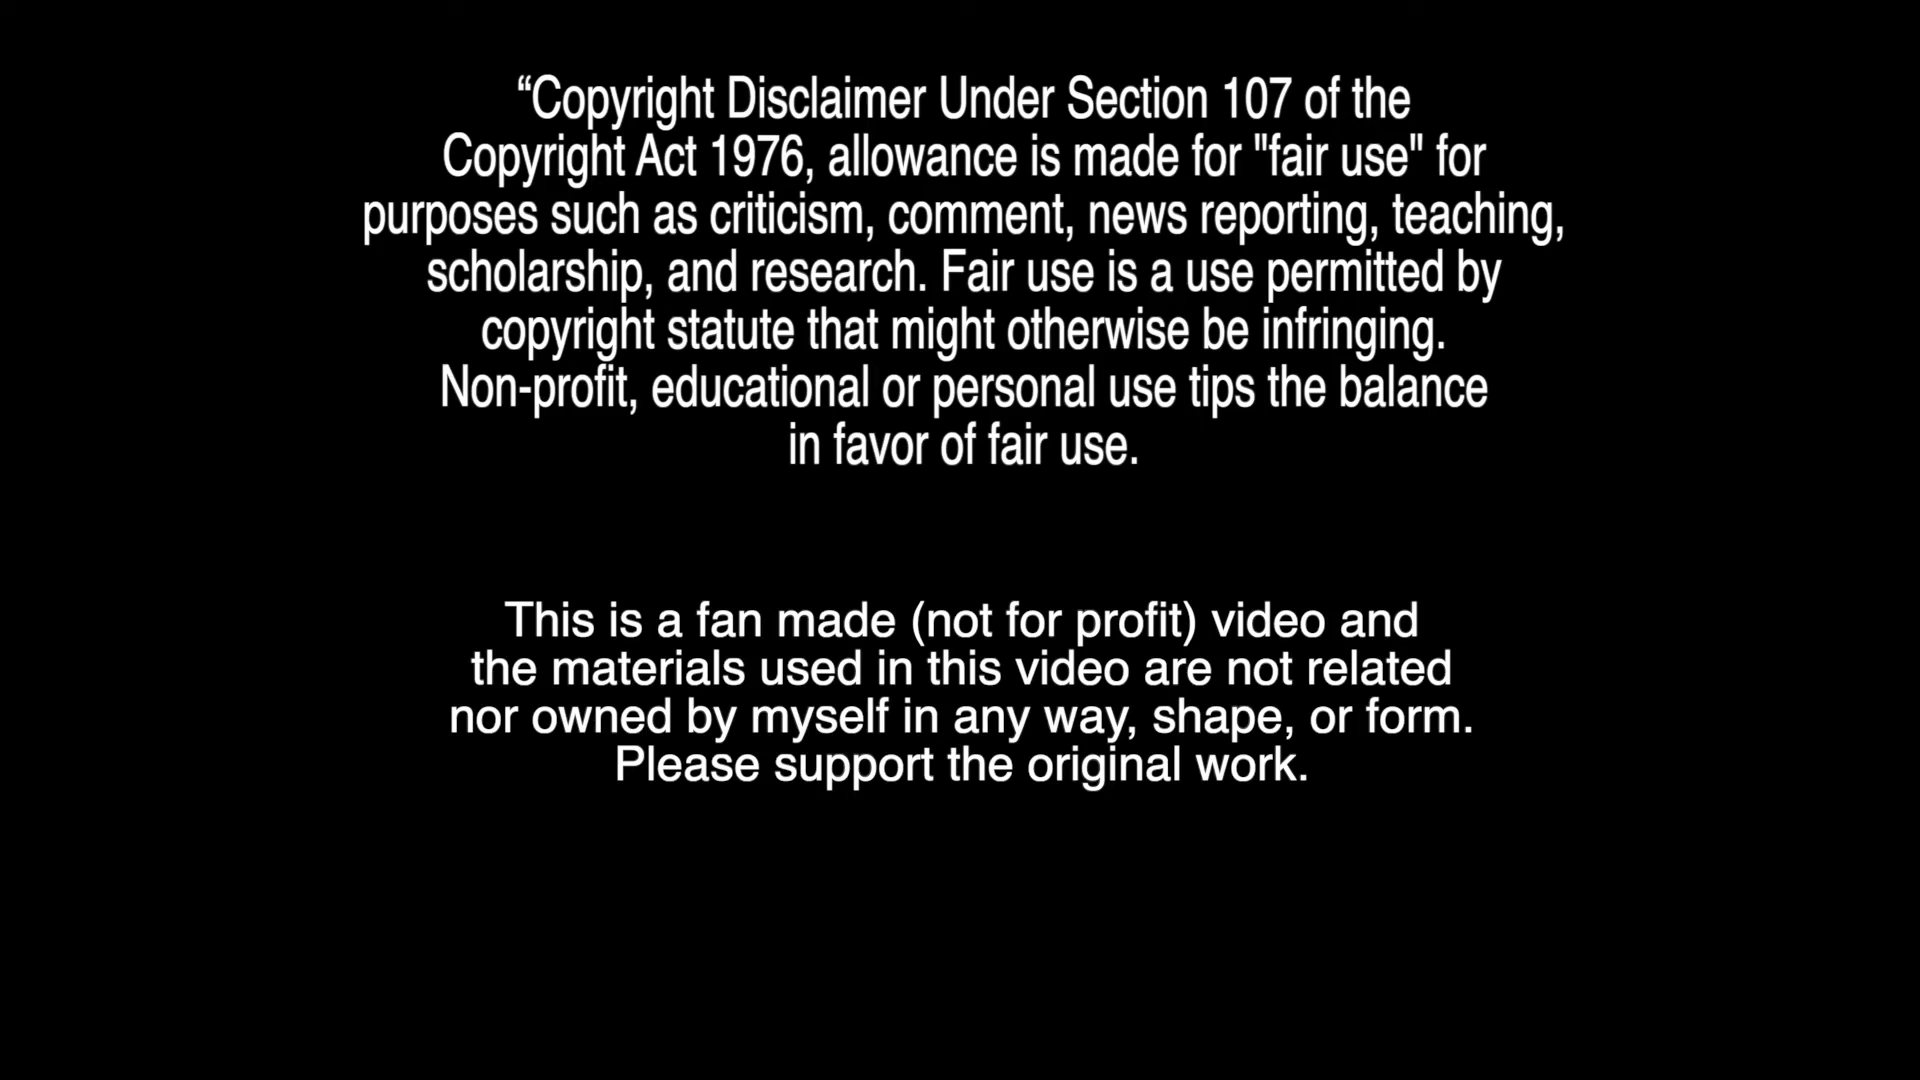 “Copyright Disclaimer Under Section 107 of the
Copyright Act 1976, allowance is made for "fair use" for
purposes such as criticism, comment, news reporting, teaching,
scholarship, and research. Fair use is a use permitted by
copyright statute that might otherwise be infringing.
Non-profit, educational or personal use tips the balance
in favor of fair use.
This is a fan made (not for profit) video and
the materials used in this video are not related
nor owned by myself in any way, shape, or form.
Please support the original work.